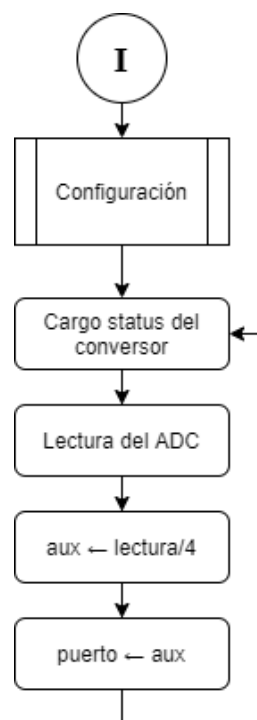 I
Configuración
Cargo status del
conversor
Lectura del ADC
aux ← lectura/4
puerto ← aux